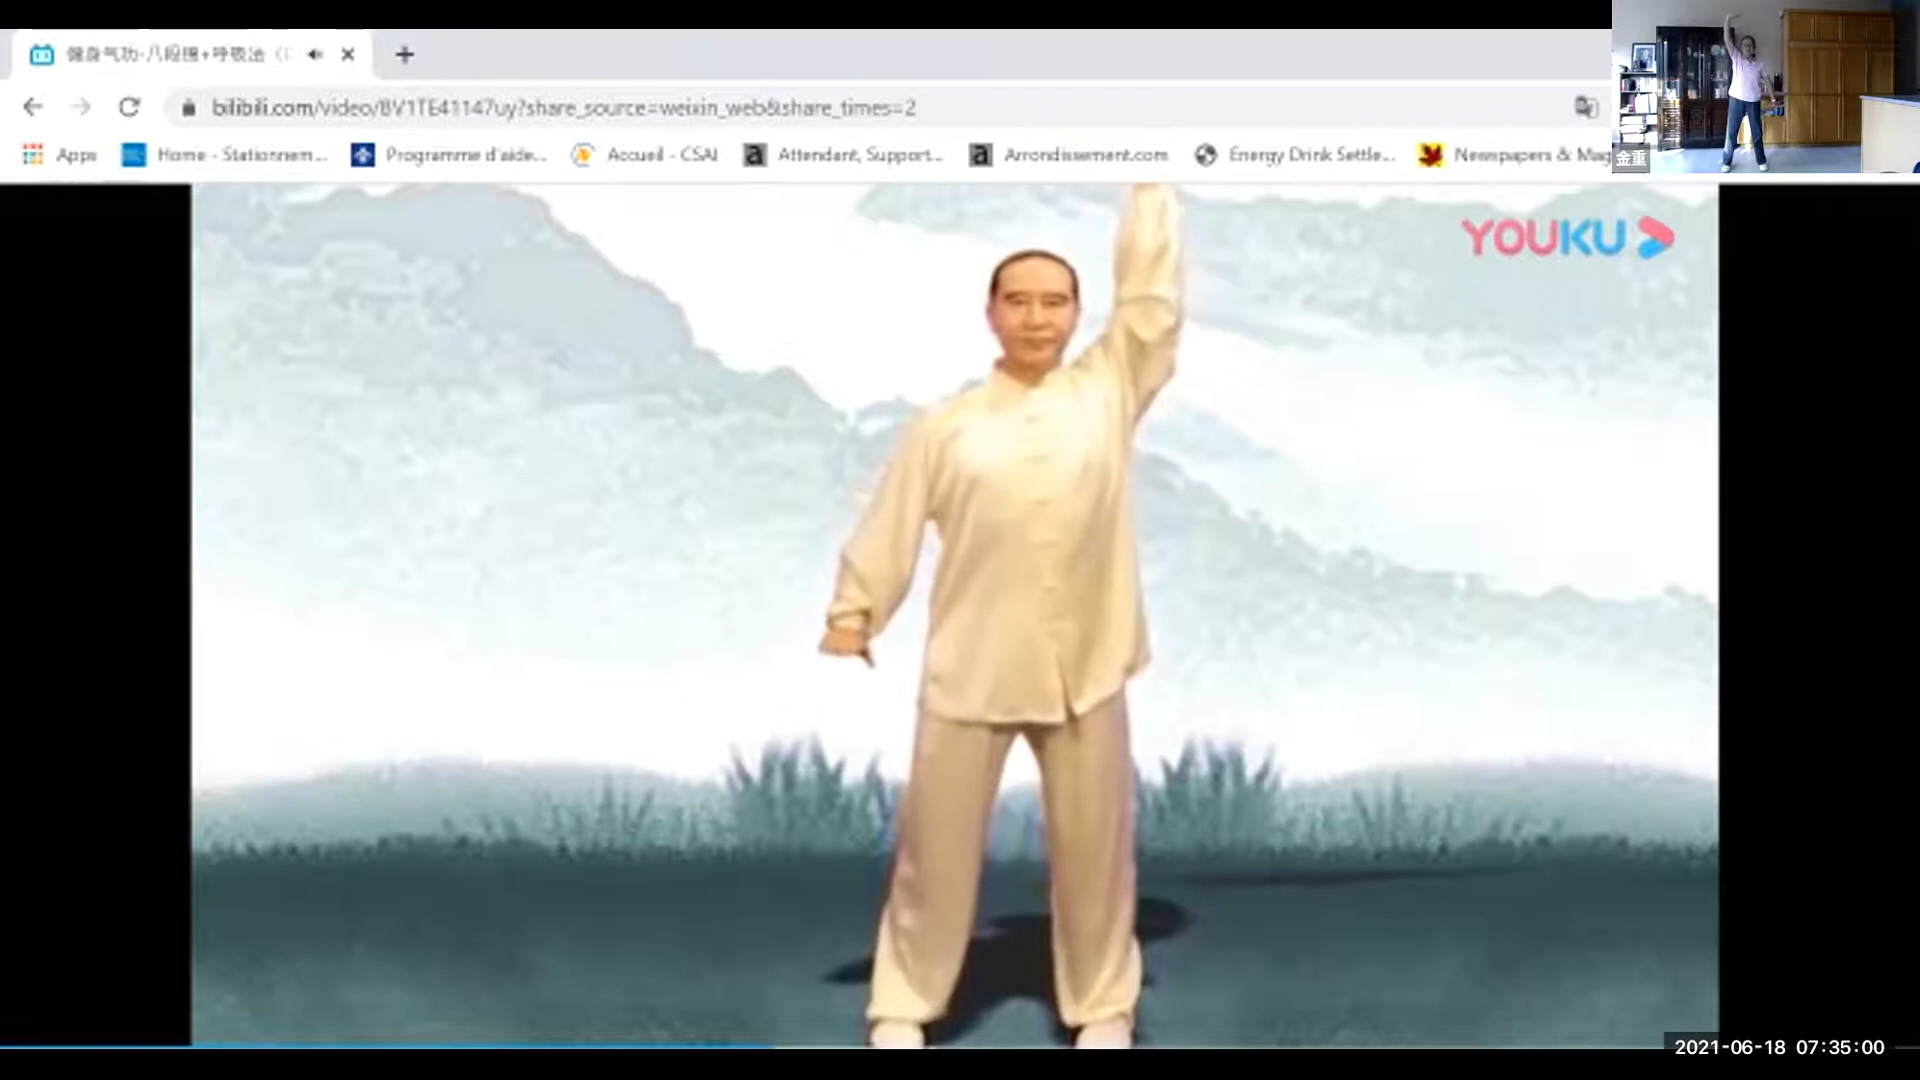 健身气功-八段锦+呼吸法
bilibili.com/video/BV1TE41147uy?share_source=weixin_web&share_times=2
Apps
Home - Stationnem...
Programme d'aide...
Accueil - CSAI
Attendant, Support...
Arrondissement.com
Energy Drink Settle...
Newspapers & Mag
金重
YOUKU
2021-06-18 07:35:00